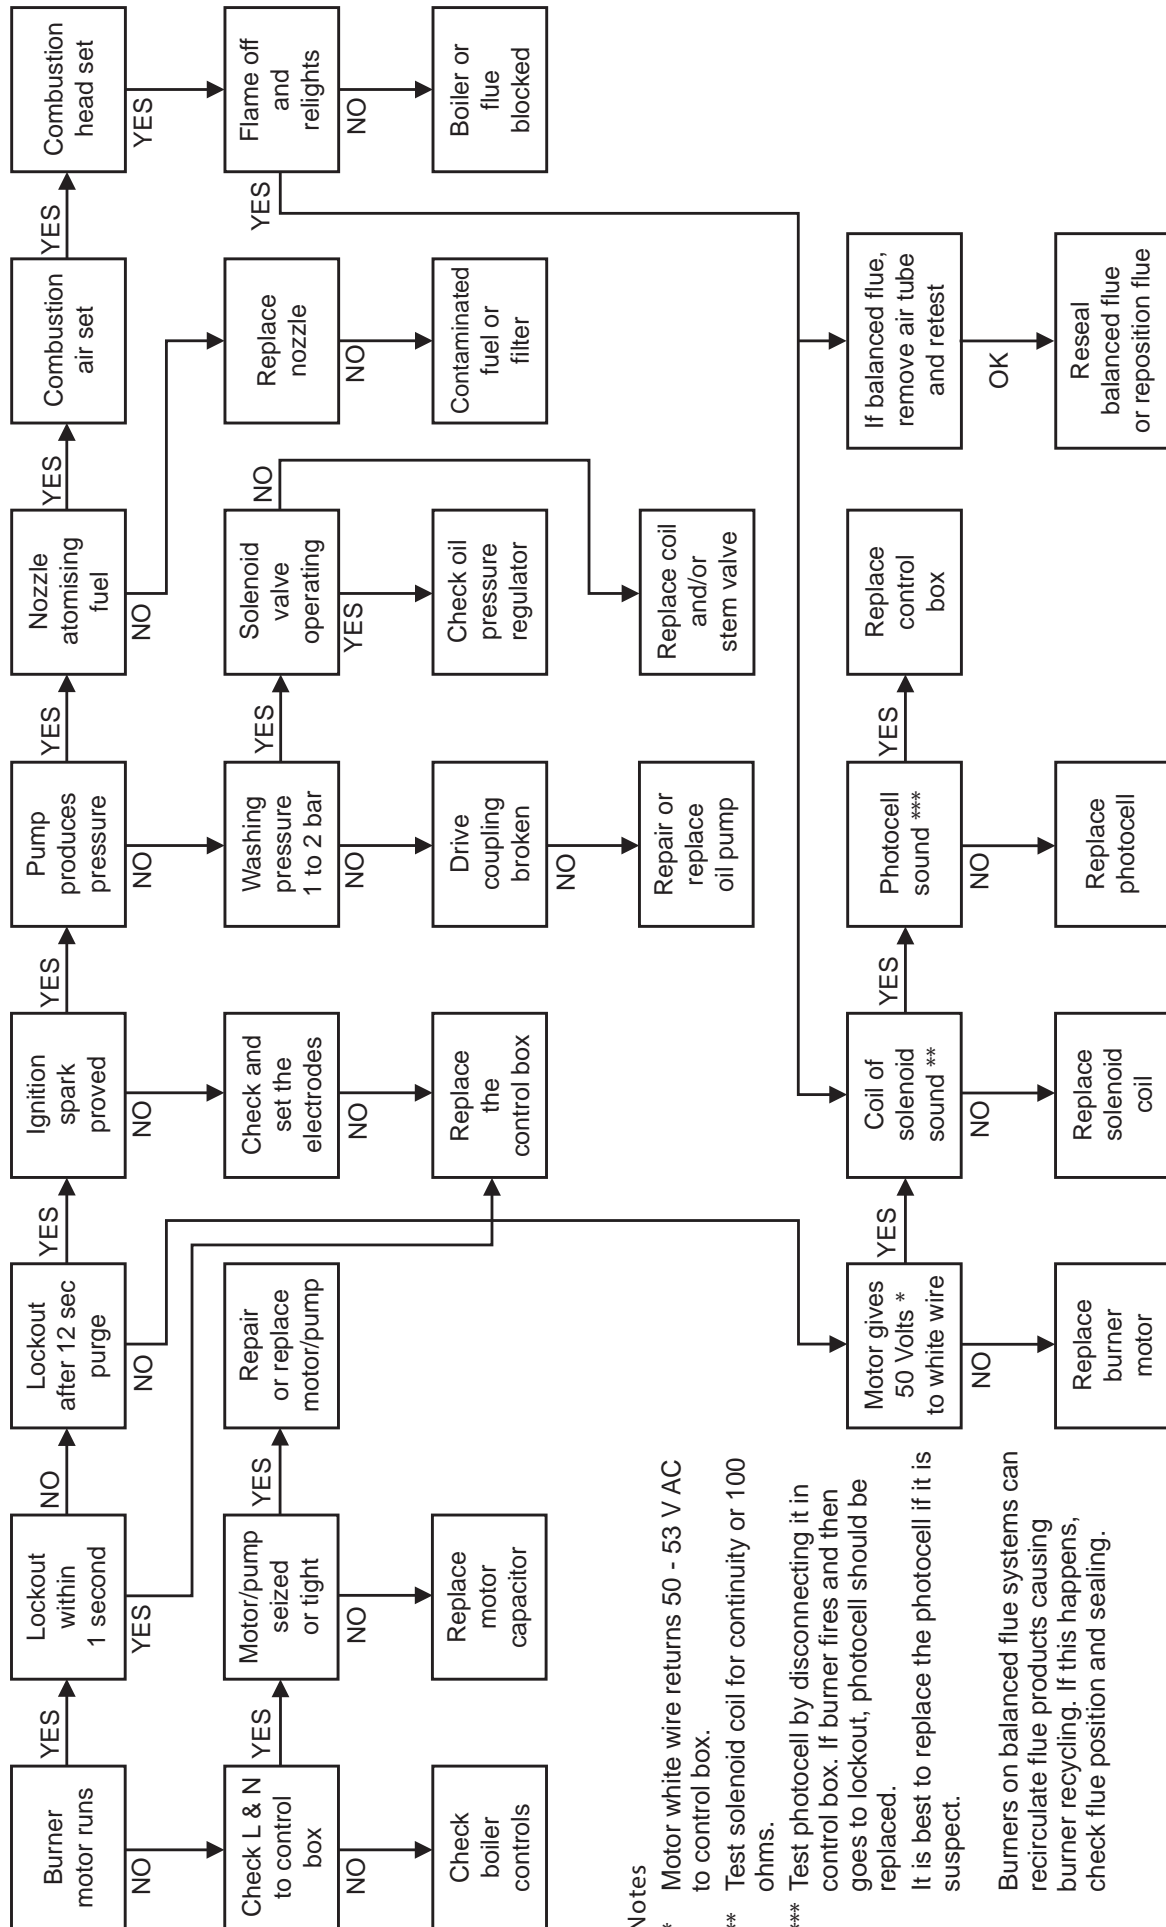 Burner
motor runs
YES
NO
Lockout
within
1 second
NO
YES
Lockout
after 12 sec
purge
YES
NO
Ignition
spark
proved
YES
NO
Pump
produces
pressure
YES
NO
Nozzle
atomising
fuel
YES
NO
Combustion
air set
YES
Combustion
head set
YES
Check L & N
to control
box
YES
NO
Motor/pump
seized
or tight
YES
NO
Repair
or replace
motor/pump
Check and
set the
electrodes
NO
Washing
pressure
1 to 2 bar
YES
NO
Solenoid
valve
operating
NO
YES
Replace
nozzle
NO
Flame off
and
relights
YES
NO
Check
boiler
controls
Replace
motor
capacitor
Replace
the
control box
Drive
coupling
broken
NO
Check oil
pressure
regulator
Contaminated
fuel or
filter
Boiler or
flue
blocked
Repair or
replace
oil pump
Replace coil
and/or
stem valve
Motor gives
50 Volts *
to white wire
YES
NO
Coil of
solenoid
sound **
YES
NO
Photocell
sound ***
YES
NO
Replace
control
box
If balanced flue,
remove air tube
and retest
OK
Replace
burner
motor
Replace
solenoid
coil
Replace
photocell
Reseal
balanced flue
or reposition flue
Notes
* Motor white wire returns 50 - 53 V AC
to control box.
** Test solenoid coil for continuity or 100
ohms.
*** Test photocell by disconnecting it in
control box. If burner fires and then
goes to lockout, photocell should be
replaced.
It is best to replace the photocell if it is
suspect.
Burners on balanced flue systems can
recirculate flue products causing
burner recycling. If this happens,
check flue position and sealing.